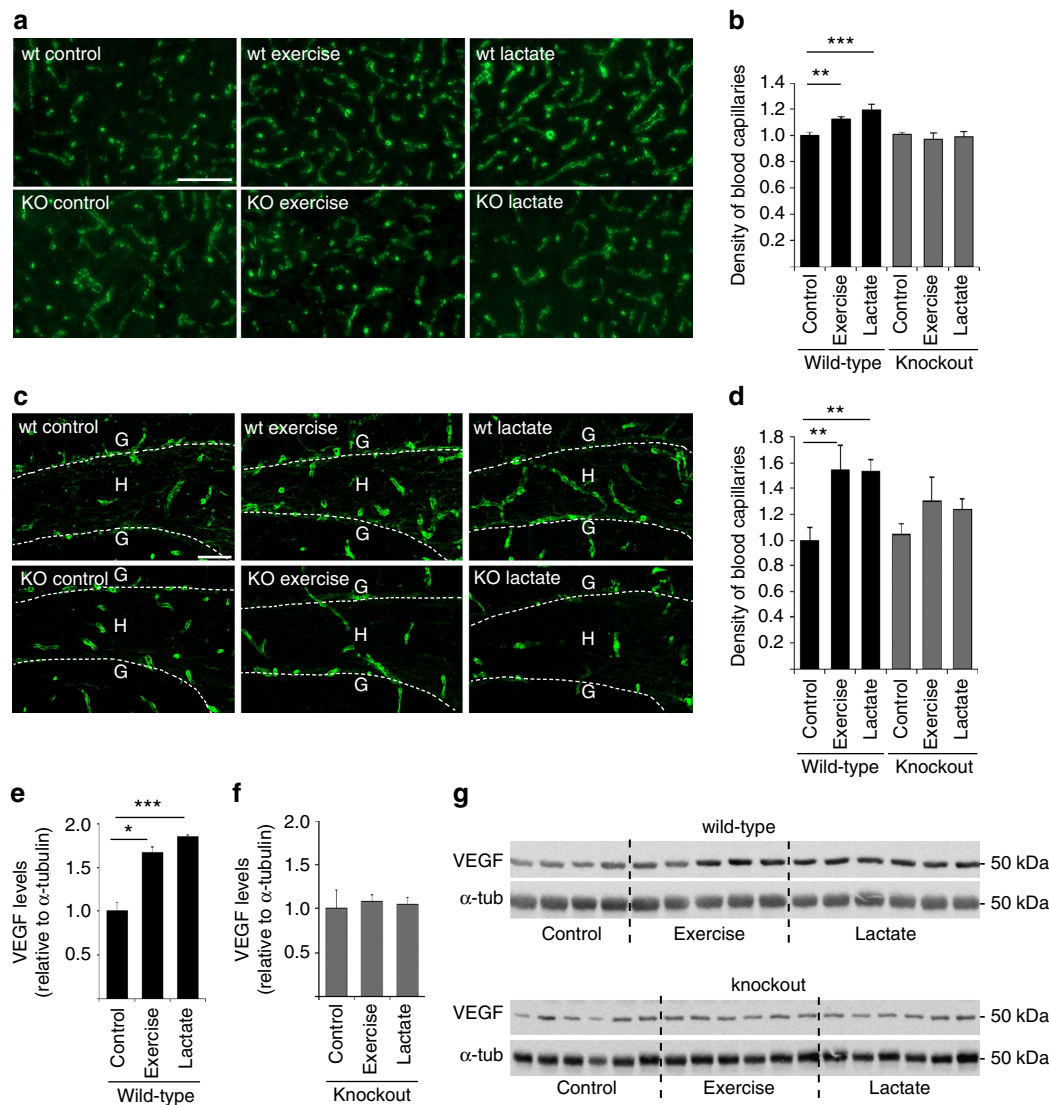 a
wt control
wt exercise
wt lactate
KO control
KO exercise
KO lactate
b
***
**
Density of blood capillaries
1.4
1.2
1.0
0.8
0.6
0.4
0.2
Control
Exercise
Lactate
Control
Exercise
Lactate
Wild-type
Knockout
c
wt control
G
H
G
wt exercise
G
H
G
wt lactate
G
H
G
KO control
G
H
G
KO exercise
G
H
G
KO lactate
G
H
G
d
**
**
Density of blood capillaries
1.8
1.6
1.4
1.2
1.0
0.8
0.6
0.4
0.2
Control
Exercise
Lactate
Control
Exercise
Lactate
Wild-type
Knockout
e
***
*
VEGF levels
(relative to α-tubulin)
2.0
1.5
1.0
0.5
Control
Exercise
Lactate
Wild-type
f
VEGF levels
(relative to α-tubulin)
2.0
1.5
1.0
0.5
Control
Exercise
Lactate
Knockout
g
wild-type
VEGF
- 50 kDa
α-tub
- 50 kDa
Control
Exercise
Lactate
knockout
VEGF
- 50 kDa
α-tub
- 50 kDa
Control
Exercise
Lactate